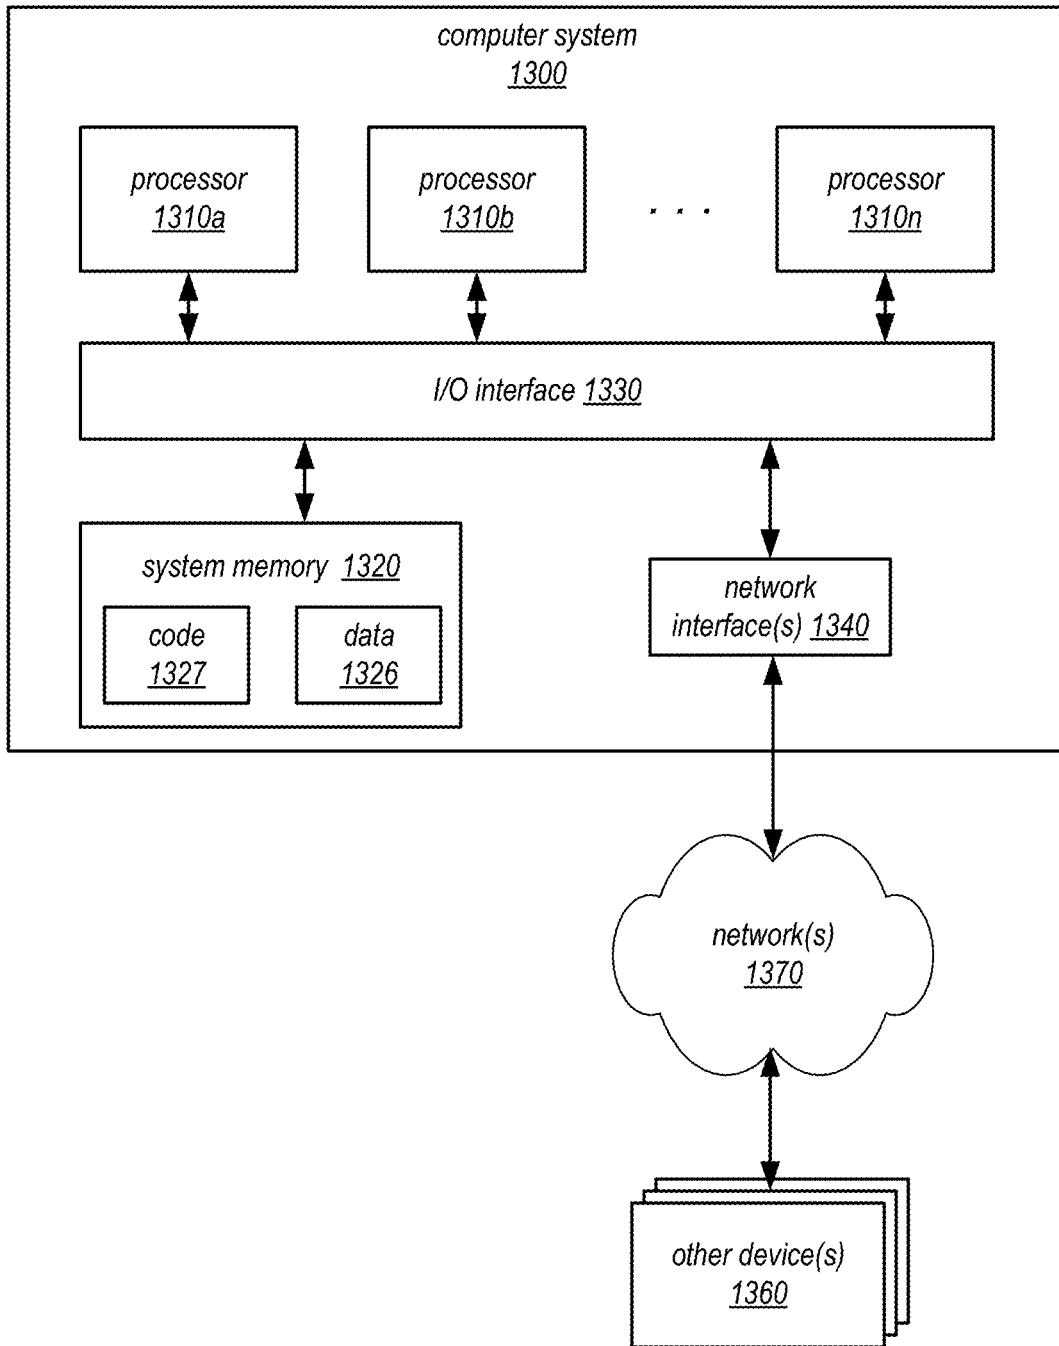 computer system
1300
processor
1310a
processor
1310b
. . .
processor
1310n
I/O interface 1330
system memory 1320
code
1327
data
1326
network
interface(s) 1340
network(s)
1370
other device(s)
1360